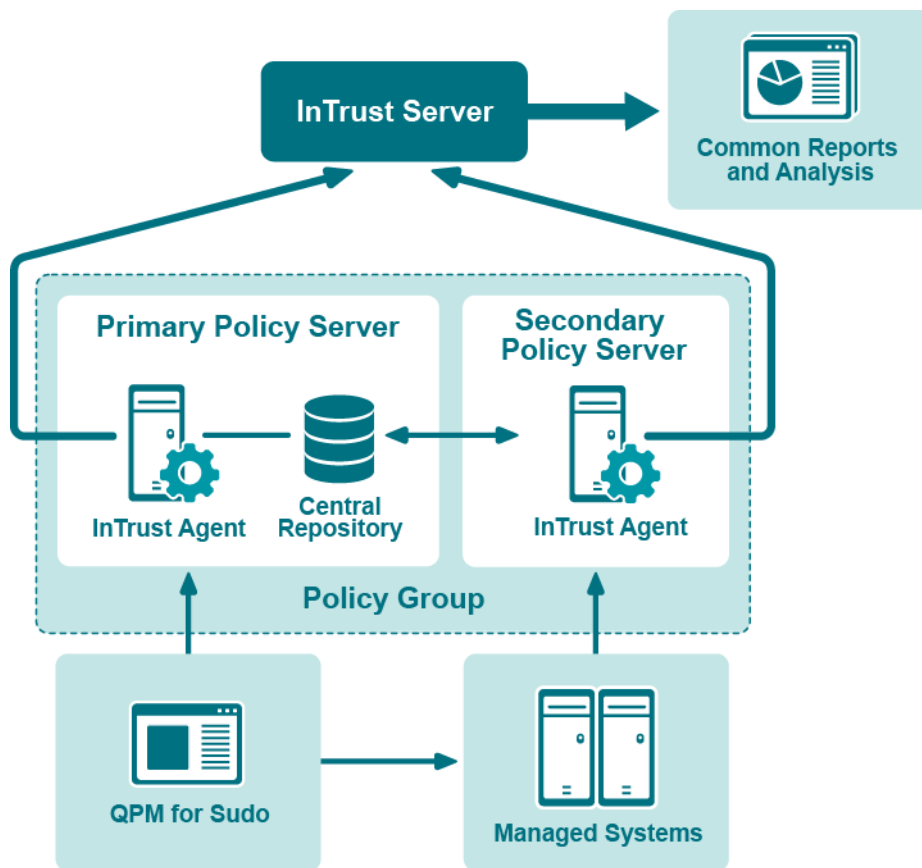 InTrust Server
Common Reports
and Analysis
Primary Policy Server
Secondary
Policy Server
InTrust Agent
Central
Repository
InTrust Agent
Policy Group
QPM for Sudo
Managed Systems